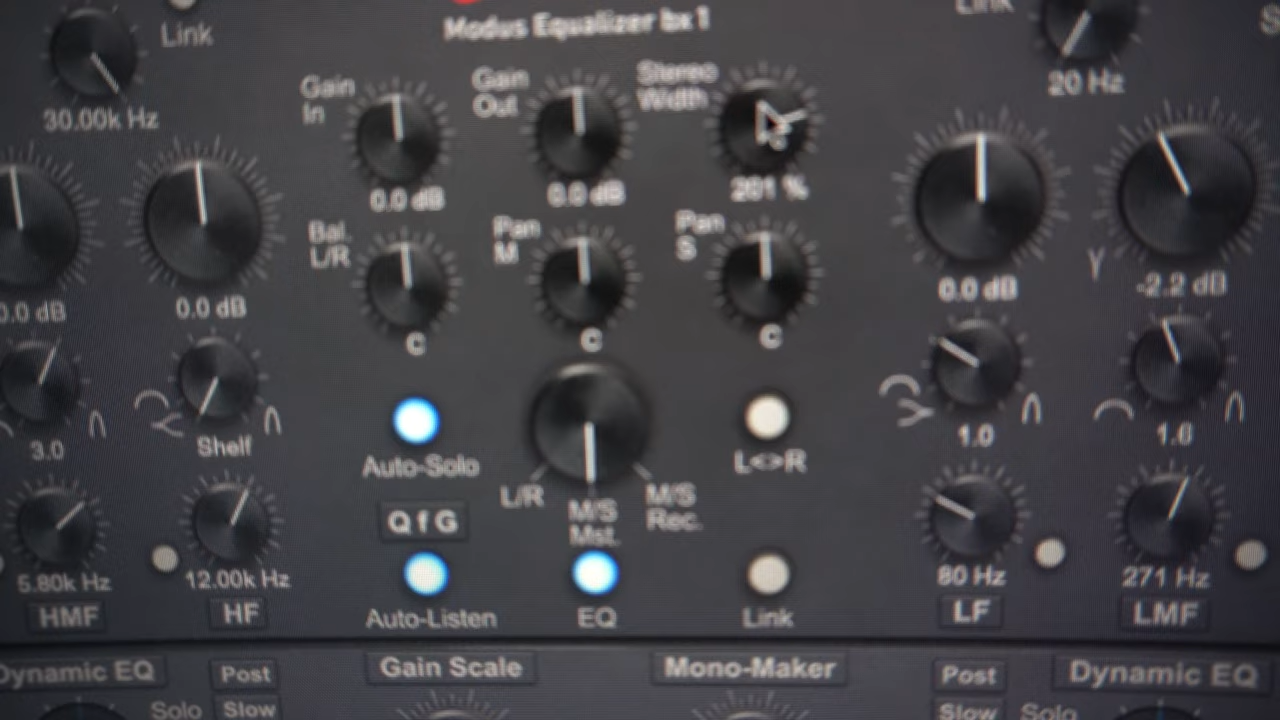 Modus Equalizer bx1
Link
Link
30.00k Hz
20 Hz
Gain
In
Gain
Out
Stereo
Width
0.0 dB
0.0 dB
201 %
0.0 dB
0.0 dB
0.0 dB
-2.2 dB
Bal.
L/R
Pan
M
Pan
S
C
C
C
3.0
Shelf
1.0
1.6
Auto-Solo
L<>R
L/R
M/S
Mst.
M/S
Rec.
Q f G
5.80k Hz
12.00k Hz
80 Hz
271 Hz
HMF
HF
Auto-Listen
EQ
Link
LF
LMF
Dynamic EQ
Post
Gain Scale
Mono-Maker
Post
Dynamic EQ
Solo
Slow
Slow
Solo